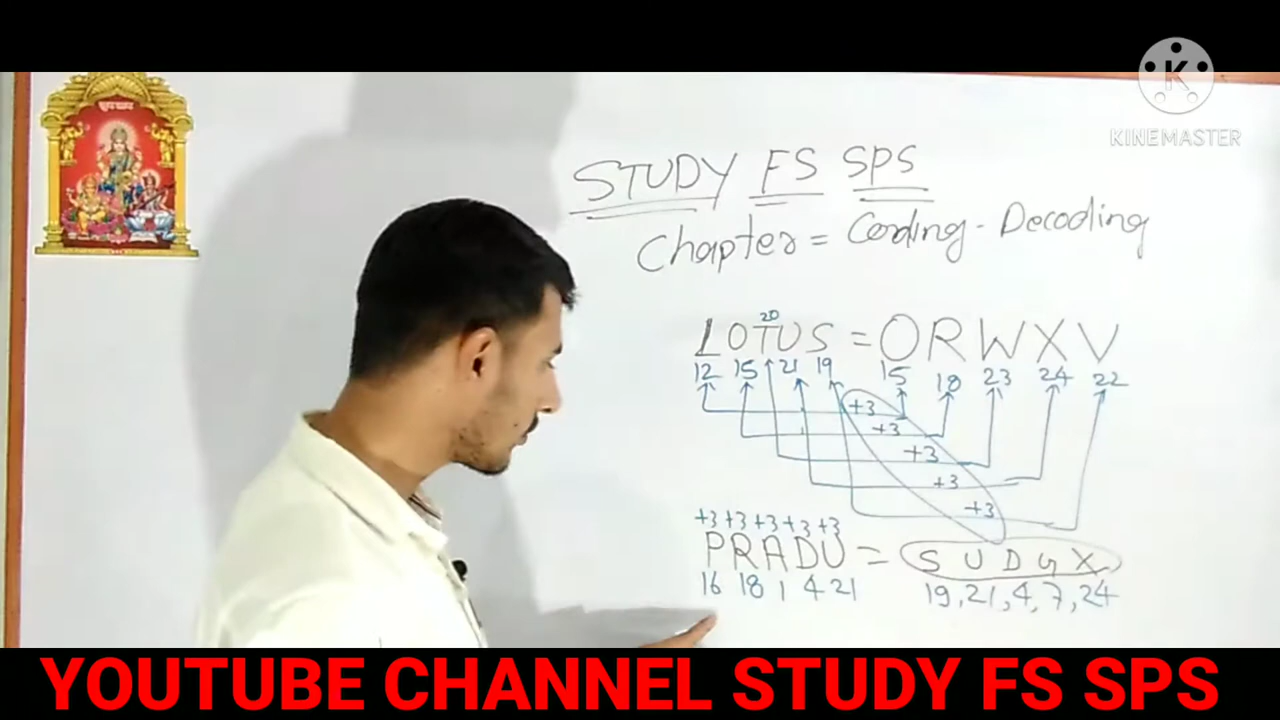 KINEMASTER
STUDY FS SPS
Chapter = Coding - Decoding
20
LOTUS = ORWXV
12 15 21 19 15 18 23 24 22
+3
+3
+3
+3
+3
+3 +3 +3 +3 +3
PRADU = SUDGX
16 18 1 4 21 19, 21, 4, 7, 24
YOUTUBE CHANNEL STUDY FS SPS